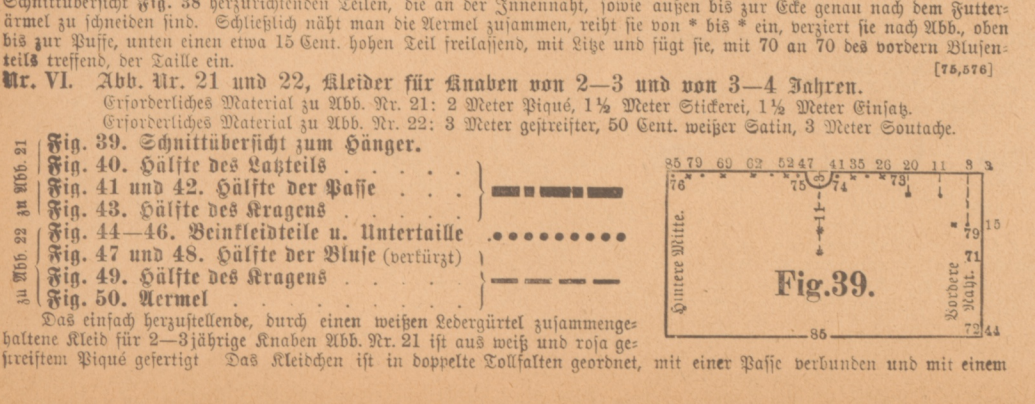 Schnittübersicht Fig. 38 herzurichtenden Teilen, die an der Innennaht, sowie außen bis zur Ecke genau nach dem Futter=
ärmel zu schneiden sind. Schließlich näht man die Aermel zusammen, reiht sie von * bis * ein, verziert sie nach Abb., oben
bis zur Puffe, unten einen etwa 15 Cent. hohen Teil freilassend, mit Litze und fügt sie, mit 70 an 70 des vordern Blusen=
teils treffend, der Taille ein. [75,576]
Nr. VI. Abb. Nr. 21 und 22, Kleider für Knaben von 2—3 und von 3—4 Jahren.
Erforderliches Material zu Abb. Nr. 21: 2 Meter Piqué, 1½ Meter Stickerei, 1½ Meter Einsatz.
Erforderliches Material zu Abb. Nr. 22: 3 Meter gestreifter, 50 Cent. weißer Satin, 3 Meter Soutache.
zu Abb. 21
Fig. 39. Schnittübersicht zum Hänger.
Fig. 40. Hälfte des Latzteils . . . . .
Fig. 41 und 42. Hälfte der Passe . . . .
Fig. 43. Hälfte des Kragens . . . . .
zu Abb. 22
Fig. 44—46. Beinkleidteile u. Untertaille .
Fig. 47 und 48. Hälfte der Bluse (verkürzt)
Fig. 49. Hälfte des Kragens . . . . .
Fig. 50. Aermel . . . . . . . . .
85 79 69 62 52 47 41 35 26 20 11 3 3
76 75 3 74 73
11
15
79
71
Hintere Mitte.
Fig.39.
Vordere Naht.
72 44
85
Das einfach herzustellende, durch einen weißen Ledergürtel zusammenge=
haltene Kleid für 2—3jährige Knaben Abb. Nr. 21 ist aus weiß und rosa ge=
streiftem Piqué gefertigt Das Kleidchen ist in doppelte Tollfalten geordnet, mit einer Passe verbunden und mit einem